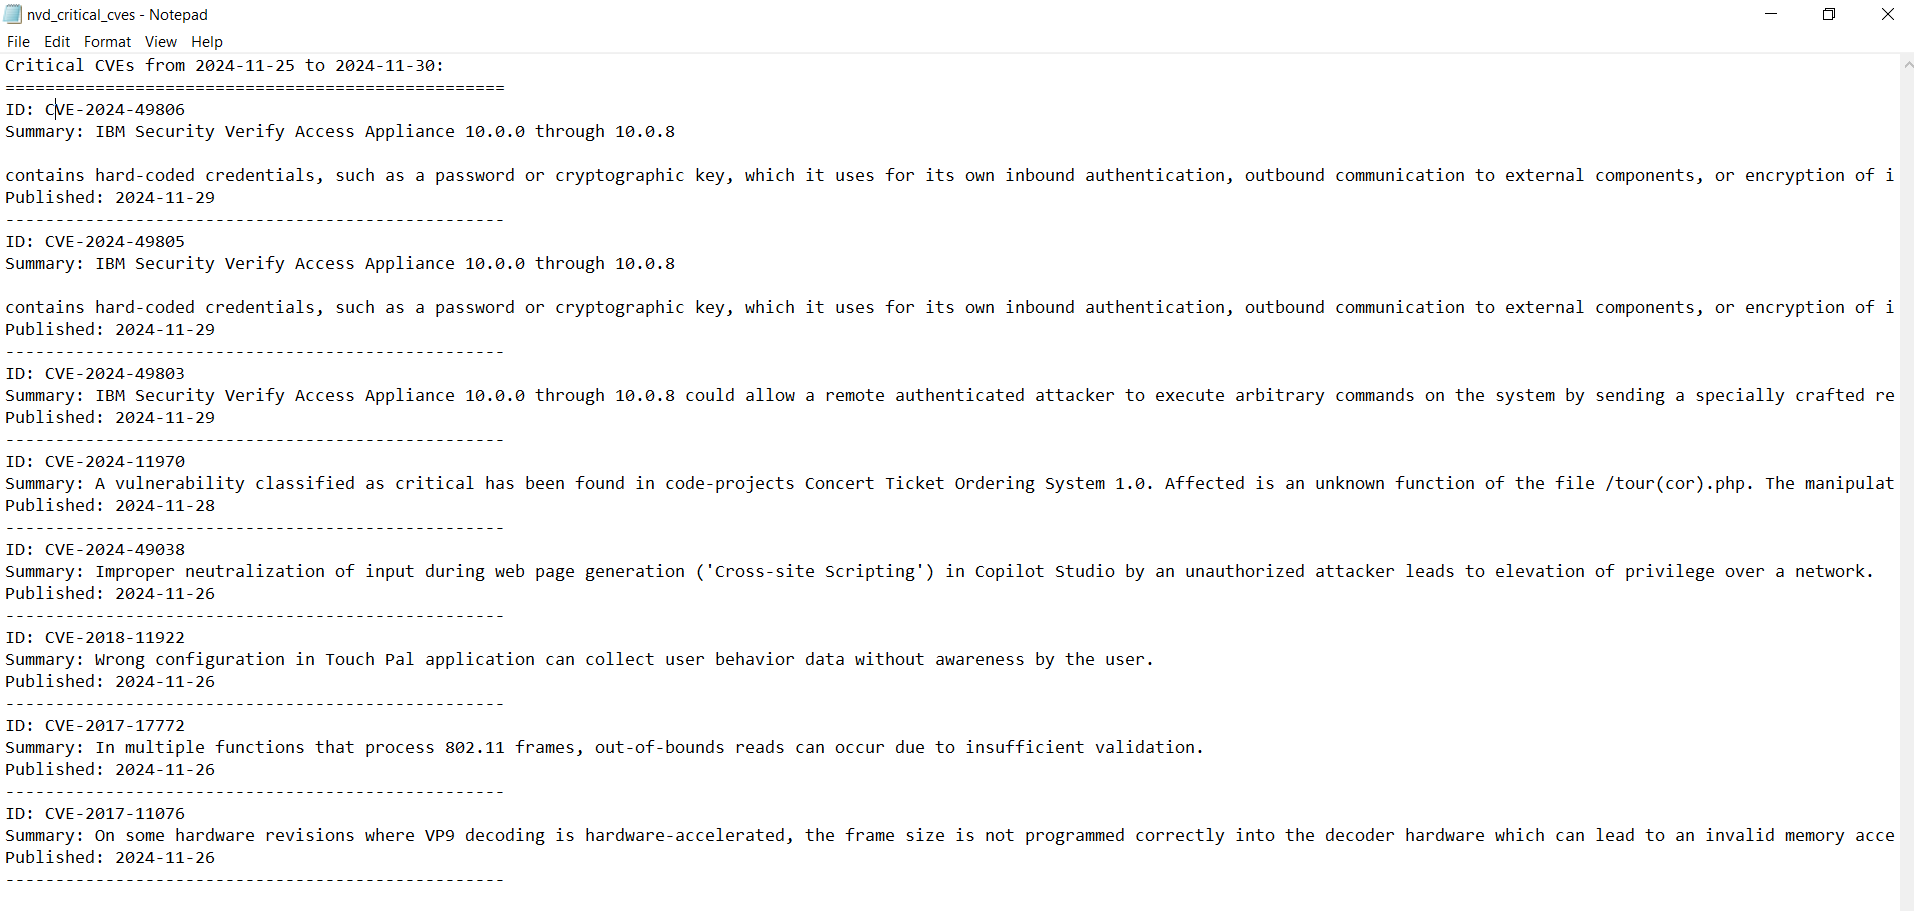 nvd_critical_cves - Notepad
File Edit Format View Help
Critical CVEs from 2024-11-25 to 2024-11-30:
==================================================
ID: CVE-2024-49806
Summary: IBM Security Verify Access Appliance 10.0.0 through 10.0.8
contains hard-coded credentials, such as a password or cryptographic key, which it uses for its own inbound authentication, outbound communication to external components, or encryption of i
Published: 2024-11-29
--------------------------------------------------
ID: CVE-2024-49805
Summary: IBM Security Verify Access Appliance 10.0.0 through 10.0.8
contains hard-coded credentials, such as a password or cryptographic key, which it uses for its own inbound authentication, outbound communication to external components, or encryption of i
Published: 2024-11-29
--------------------------------------------------
ID: CVE-2024-49803
Summary: IBM Security Verify Access Appliance 10.0.0 through 10.0.8 could allow a remote authenticated attacker to execute arbitrary commands on the system by sending a specially crafted re
Published: 2024-11-29
--------------------------------------------------
ID: CVE-2024-11970
Summary: A vulnerability classified as critical has been found in code-projects Concert Ticket Ordering System 1.0. Affected is an unknown function of the file /tour(cor).php. The manipulat
Published: 2024-11-28
--------------------------------------------------
ID: CVE-2024-49038
Summary: Improper neutralization of input during web page generation ('Cross-site Scripting') in Copilot Studio by an unauthorized attacker leads to elevation of privilege over a network.
Published: 2024-11-26
--------------------------------------------------
ID: CVE-2018-11922
Summary: Wrong configuration in Touch Pal application can collect user behavior data without awareness by the user.
Published: 2024-11-26
--------------------------------------------------
ID: CVE-2017-17772
Summary: In multiple functions that process 802.11 frames, out-of-bounds reads can occur due to insufficient validation.
Published: 2024-11-26
--------------------------------------------------
ID: CVE-2017-11076
Summary: On some hardware revisions where VP9 decoding is hardware-accelerated, the frame size is not programmed correctly into the decoder hardware which can lead to an invalid memory acce
Published: 2024-11-26
--------------------------------------------------